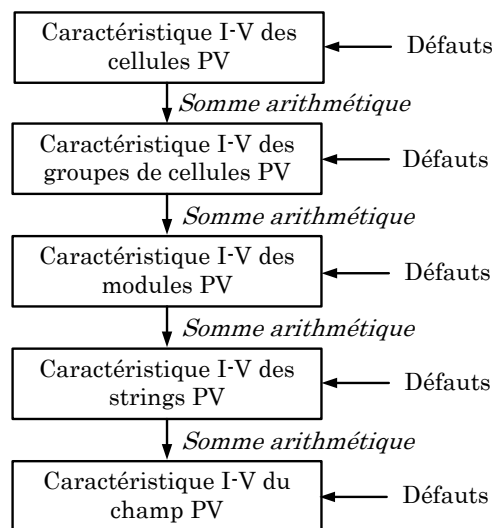 Caractéristique I-V des
cellules PV
Défauts
Somme arithmétique
Caractéristique I-V des
groupes de cellules PV
Défauts
Somme arithmétique
Caractéristique I-V des
modules PV
Défauts
Somme arithmétique
Caractéristique I-V des
strings PV
Défauts
Somme arithmétique
Caractéristique I-V du
champ PV
Défauts